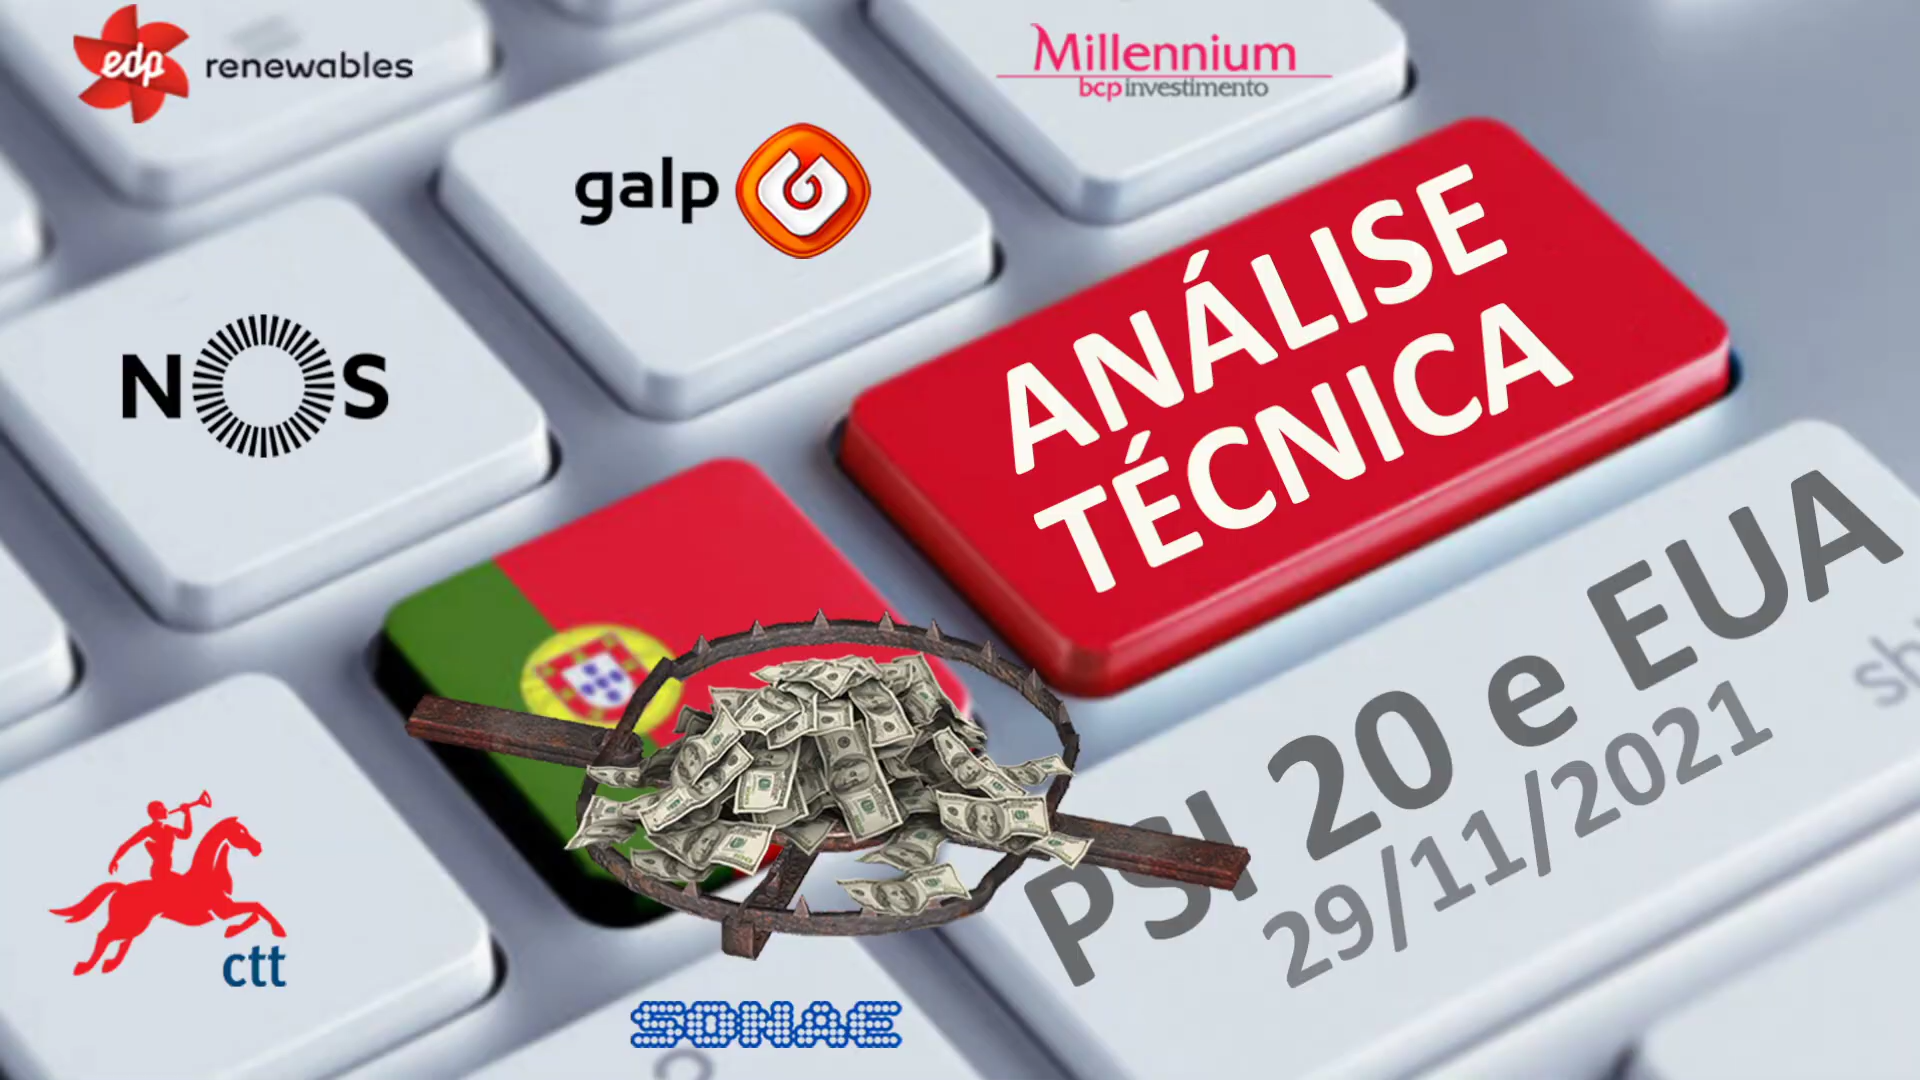 edp renewables
Millennium
bcp investimento
galp
NOS
ANÁLISE
TÉCNICA
PSI 20 e EUA
29/11/2021
ctt
SONAE